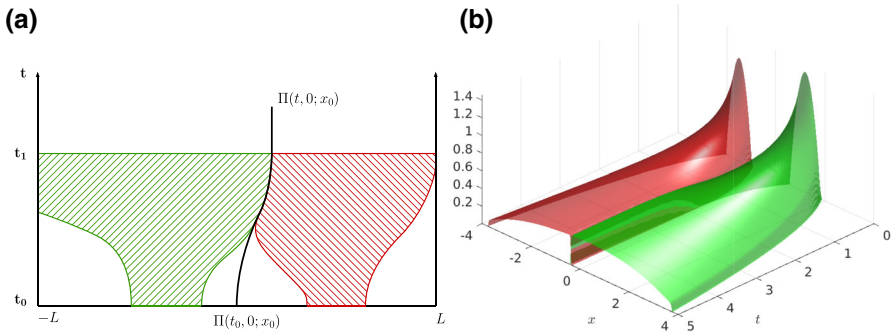 (a)
t
Π(t, 0; x₀)
t₁
t₀
−L
Π(t₀, 0; x₀)
L
(b)
1.4
1.2
1
0.8
0.6
0.4
0.2
-4
-2
0
2
4
x
5
4
3
2
1
0
t